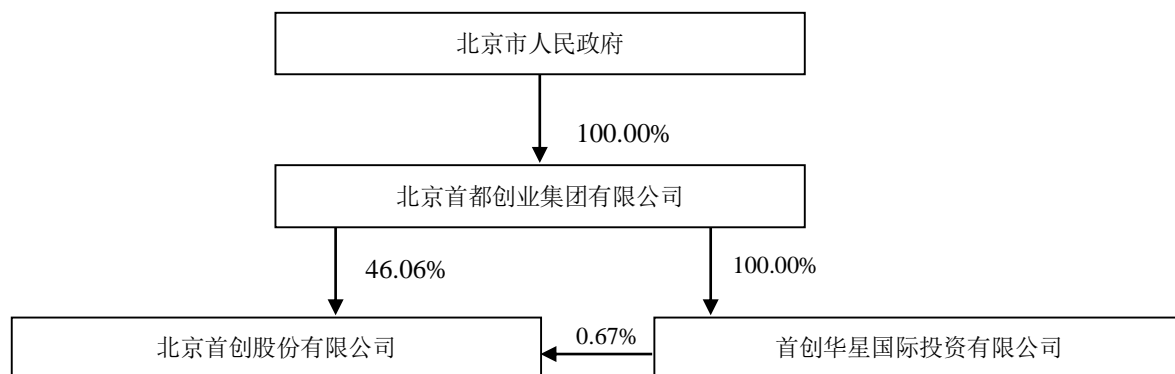 北京市人民政府
100.00%
北京首都创业集团有限公司
46.06%
100.00%
北京首创股份有限公司
0.67%
首创华星国际投资有限公司